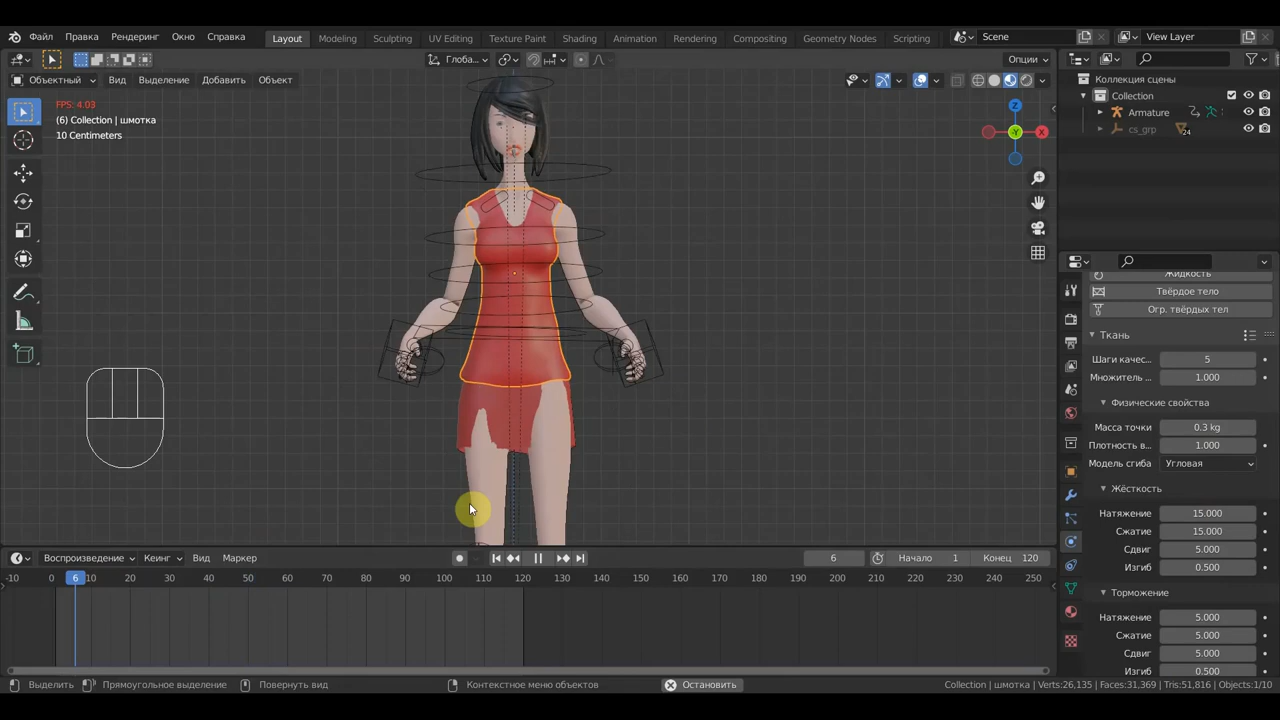 Файл Правка Рендеринг Окно Справка Layout Modeling Sculpting UV Editing Texture Paint Shading Animation Rendering Compositing Geometry Nodes Scripting Scene View Layer
Глоба... Опции
Объектный Вид Выделение Добавить Объект
FPS: 4.03
(6) Collection | шмотка
10 Centimeters
Z
Y
X
Коллекция сцены
Collection
Armature
cs_grp 24
Жидкость
Твёрдое тело
Огр. твёрдых тел
Ткань
Шаги качес... 5
Множитель ... 1.000
Физические свойства
Масса точки 0.3 kg
Плотность в... 1.000
Модель сгиба Угловая
Жёсткость
Натяжение 15.000
Сжатие 15.000
Сдвиг 5.000
Изгиб 0.500
Торможение
Натяжение 5.000
Сжатие 5.000
Сдвиг 5.000
Изгиб 0.500
Воспроизведение Кеинг Вид Маркер 6 Начало 1 Конец 120
-10 0 6 10 20 30 40 50 60 70 80 90 100 110 120 130 140 150 160 170 180 190 200 210 220 230 240 250
Выделить Прямоугольное выделение Повернуть вид Контекстное меню объектов Остановить Collection | шмотка | Verts:26,135 | Faces:31,369 | Tris:51,816 | Objects:1/10